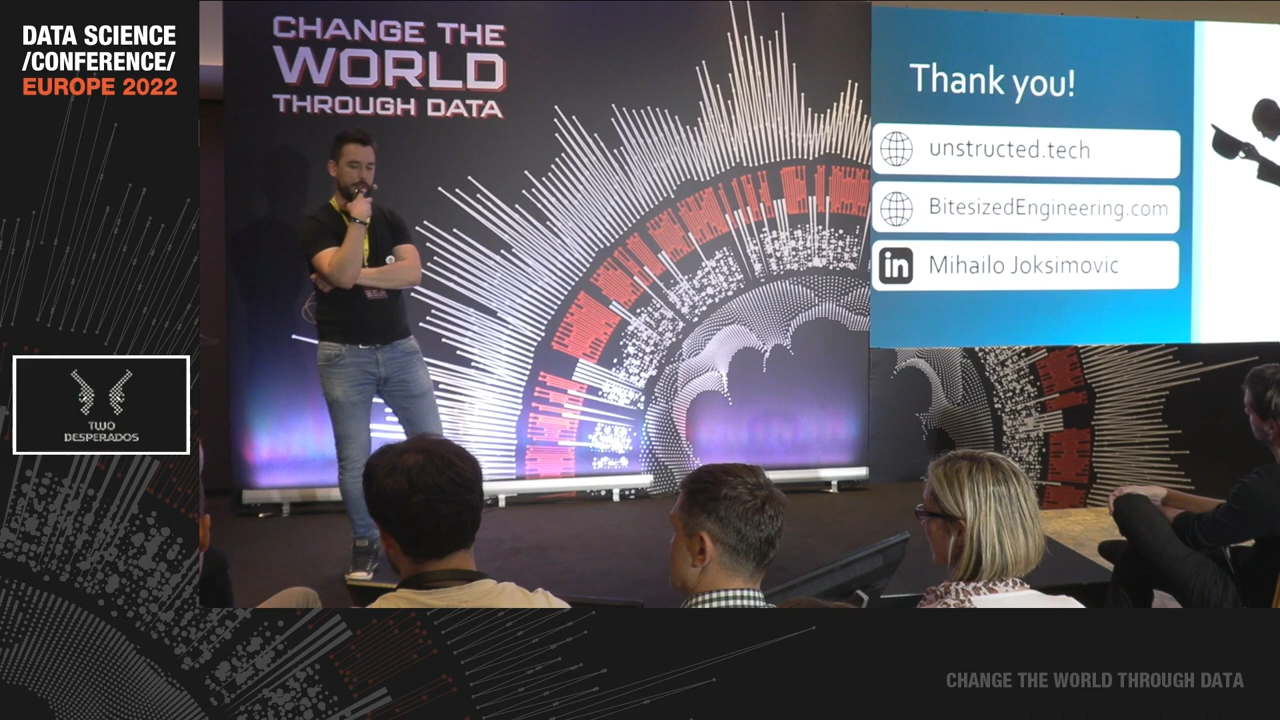 DATA SCIENCE
/CONFERENCE/
EUROPE 2022
CHANGE THE
WORLD
THROUGH DATA
Thank you!
unstructed.tech
BitesizedEngineering.com
in
Mihailo Joksimovic
TWO
DESPERADOS
CHANGE THE WORLD THROUGH DATA